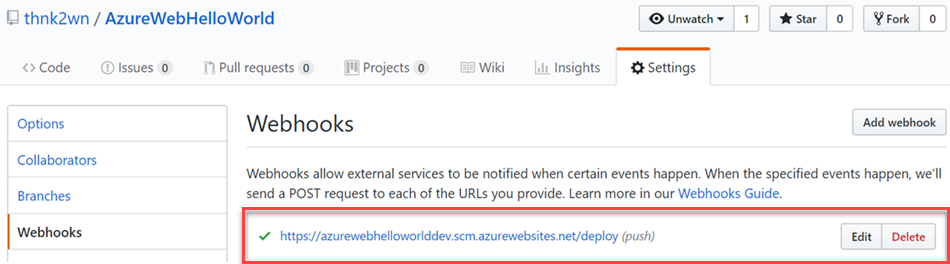 thnk2wn / AzureWebHelloWorld Unwatch 1 Star 0 Fork 0
Code Issues 0 Pull requests 0 Projects 0 Wiki Insights Settings
Options
Collaborators
Branches
Webhooks
Webhooks Add webhook
Webhooks allow external services to be notified when certain events happen. When the specified events happen, we'll
send a POST request to each of the URLs you provide. Learn more in our Webhooks Guide.
https://azurewebhelloworlddev.scm.azurewebsites.net/deploy (push) Edit Delete